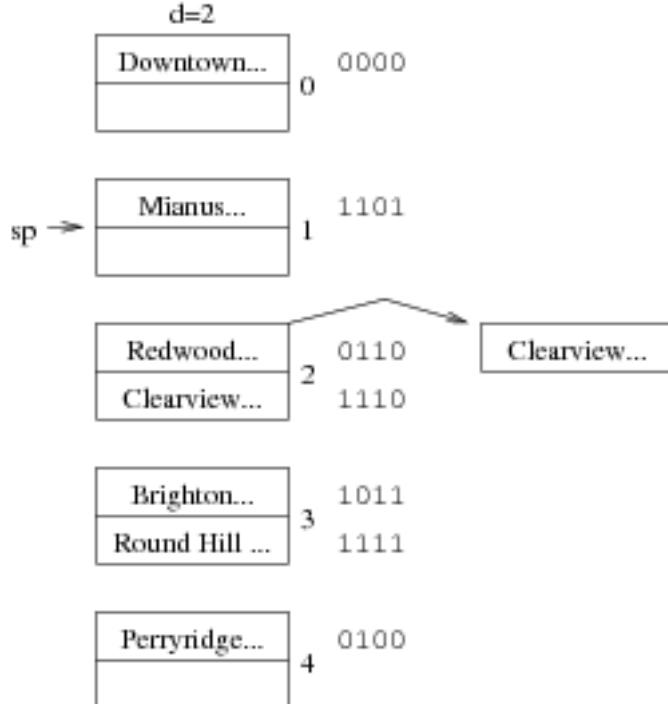 d=2
Downtown... 0000
0
Mianus... 1101
sp 1
Redwood... 0110 Clearview...
2
Clearview... 1110
Brighton... 1011
3
Round Hill ... 1111
Perryridge... 0100
4